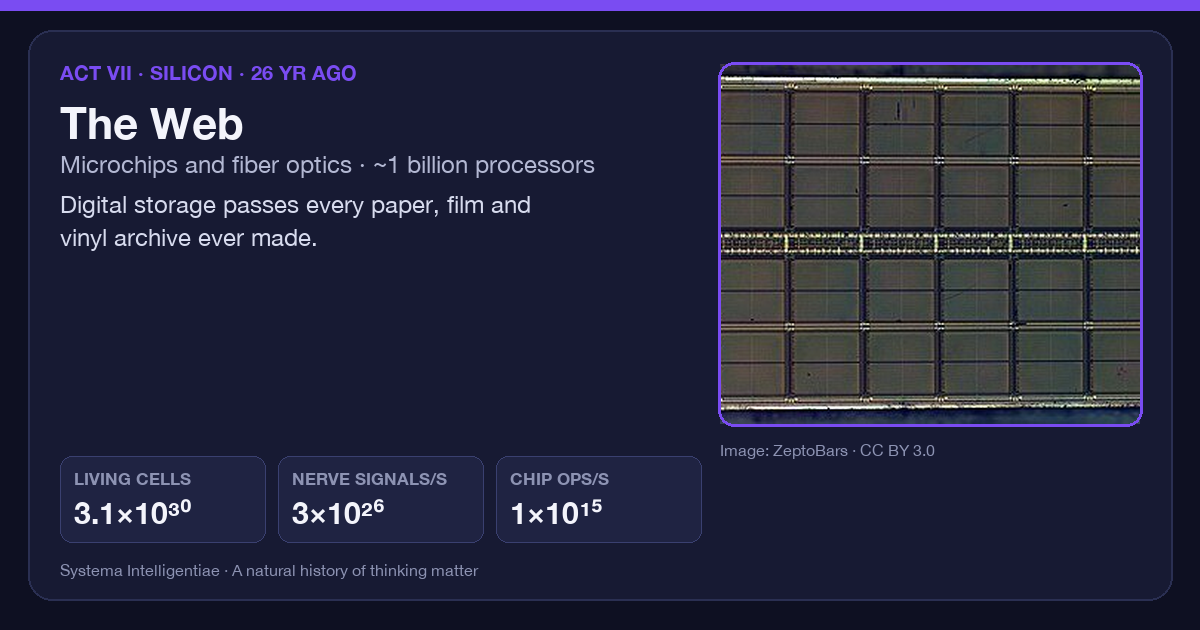 ACT VII · SILICON · 26 YR AGO
The Web
Microchips and fiber optics · ~1 billion processors
Digital storage passes every paper, film and
vinyl archive ever made.
Image: ZeptoBars · CC BY 3.0
LIVING CELLS
3.1×10³⁰
NERVE SIGNALS/S
3×10²⁶
CHIP OPS/S
1×10¹⁵
Systema Intelligentiae · A natural history of thinking matter